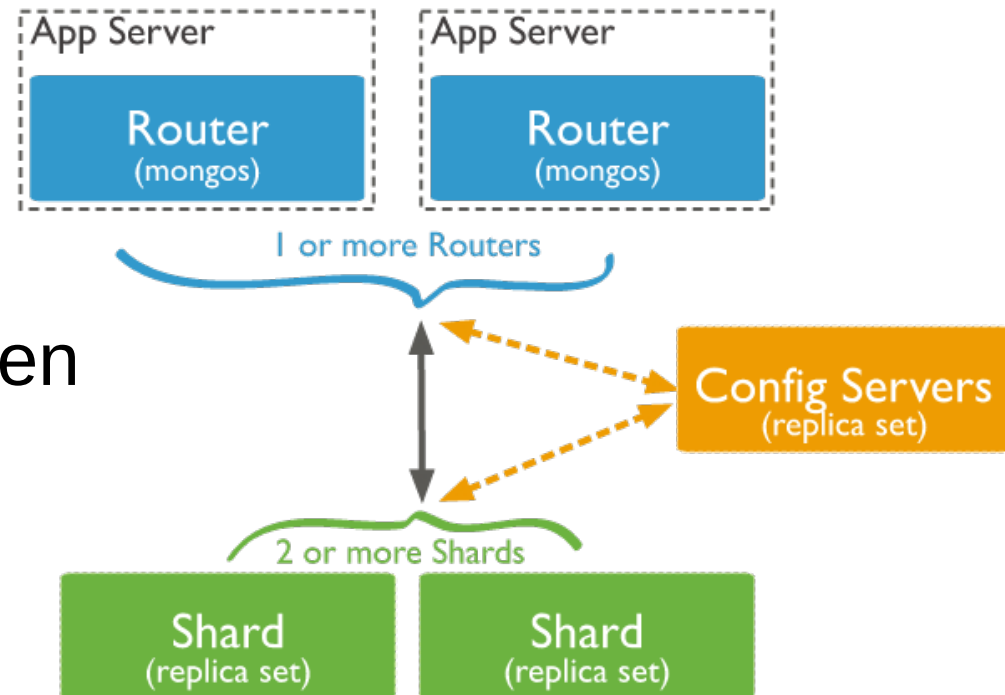 App Server
App Server
Router
(mongos)
Router
(mongos)
1 or more Routers
en
Config Servers
(replica set)
2 or more Shards
Shard
(replica set)
Shard
(replica set)